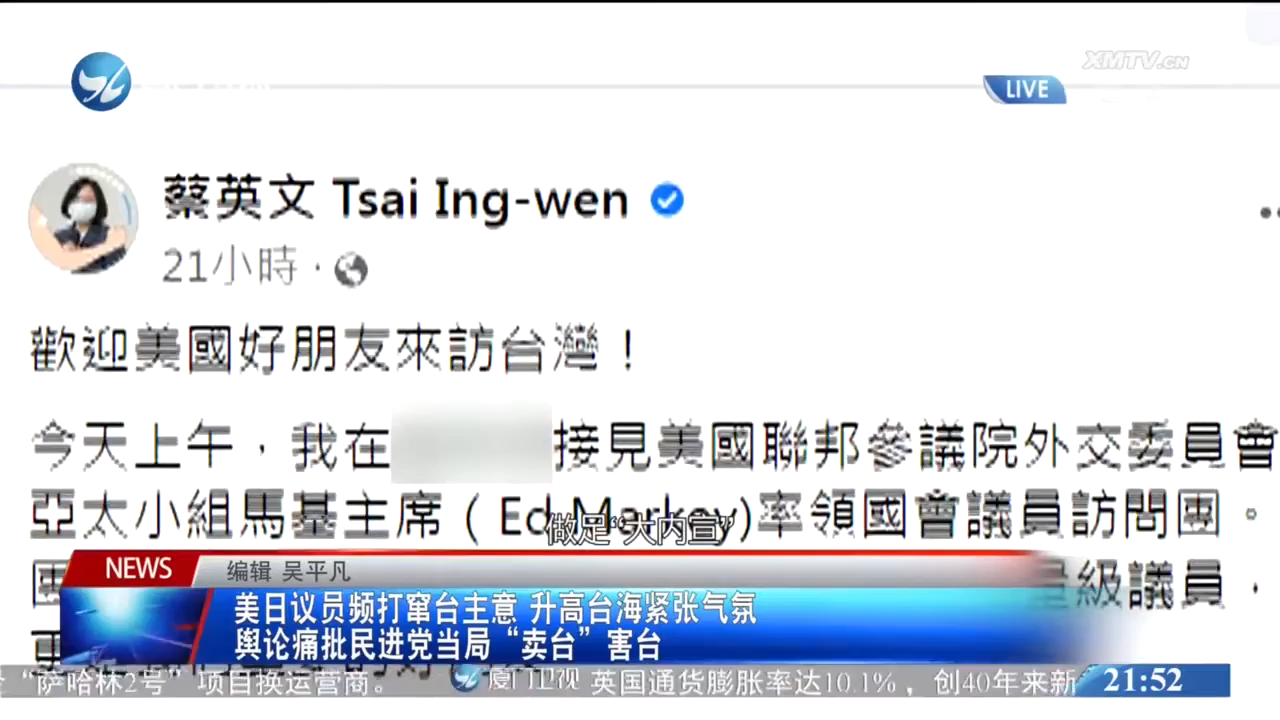 XMTV.CN
LIVE
蔡英文 Tsai Ing-wen
21小時
歡迎美國好朋友來訪台灣！
今天上午，我在 接見美國聯邦參議院外交委員會
亞太小組馬基主席（Ed Markey)率領國會議員訪問團。
做足“大内宣”
級議員，
NEWS 编辑 吴平凡
美日议员频打窜台主意 升高台海紧张气氛
舆论痛批民进党当局“卖台”害台
“萨哈林2号”项目换运营商。 厦门卫视 英国通货膨胀率达10.1%，创40年来新
21:52